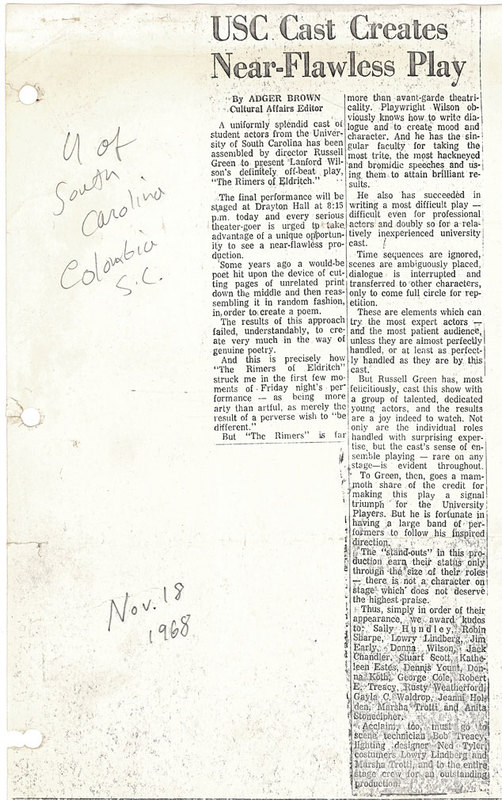 USC Cast Creates
Near-Flawless Play
By ADGER BROWN
Cultural Affairs Editor
A uniformly splendid cast of
student actors from the Univer-
sity of South Carolina has been
assembled by director Russell
Green to present Lanford Wil-
son's definitely off-beat play,
"The Rimers of Eldritch."
The final performance will be
staged at Drayton Hall at 8:15
p.m. today and every serious
theater-goer is urged to take
advantage of a unique opportun-
ity to see a near-flawless pro-
duction.
Some years ago a would-be
poet hit upon the device of cut-
ting pages of unrelated print
down the middle and then reas-
sembling it in random fashion,
in order to create a poem.
The results of this approach
failed, understandably, to cre-
ate very much in the way of
genuine poetry.
And this is precisely how
"The Rimers of Eldritch"
struck me in the first few mo-
ments of Friday night's per-
formance — as being more
arty than artful, as merely the
result of a perverse wish to "be
different."
But "The Rimers" is far
more than avant-garde theatri-
cality. Playwright Wilson ob-
viously knows how to write dia-
logue and to create mood and
character. And he has the sin-
gular faculty for taking the
most trite, the most hackneyed
and bromidic speeches and us-
ing them to attain brilliant re-
sults.
He also has succeeded in
writing a most difficult play —
difficult even for professional
actors and doubly so for a rela-
tively inexperienced university
cast.
Time sequences are ignored,
scenes are ambiguously placed,
dialogue is interrupted and
transferred to other characters,
only to come full circle for rep-
etition.
These are elements which can
try the most expert actors —
and the most patient audience,
unless they are almost perfectly
handled, or at least as perfect-
ly handled as they are by this
cast.
But Russell Green has, most
felicitiously, cast this show with
a group of talented, dedicated
young actors, and the results
are a joy indeed to watch. Not
only are the individual roles
handled with surprising exper-
tise, but the cast's sense of en-
semble playing — rare on any
stage—is evident throughout.
To Green, then, goes a mam-
moth share of the credit for
making this play a signal
triumph for the University
Players. But he is fortunate in
having a large band of per-
formers to follow his inspired
direction.
The "stand-outs" in this pro-
duction earn their status only
through the size of their roles
— there is not a character on
stage which does not deserve
the highest praise.
Thus, simply in order of their
appearance, we award kudos
to: Sally Hundley, Robin
Sharpe, Lowry Lindberg, Jim
Early, Donna Wilson, Jack
Chandler, Stuart Scott, Kathe-
leen Eates, Dennis Yount, Don-
na Koth, George Cole, Robert
E. Treacy, Rusty Weatherford,
Gayla C. Waldrop, Jeanni Hol-
den, Marsha Trotti and Anita
Stonecipher.
Acclaim, too, must go to
scene technician Bob Treacy,
lighting designer Ned Tyler,
costumers Lowry Lindberg and
Marsha Trotti, and to the entire
stage crew for an outstanding
production.
U of
South
Carolina
Colombia
S.C.
Nov. 18
1968